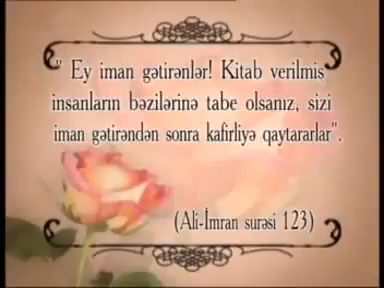 " Ey iman gətirənlər! Kitab verilmiş
insanların bəzilərinə tabe olsanız, sizi
iman gətirəndən sonra kafirliyə qaytararlar".
(Ali-İmran surəsi 123)